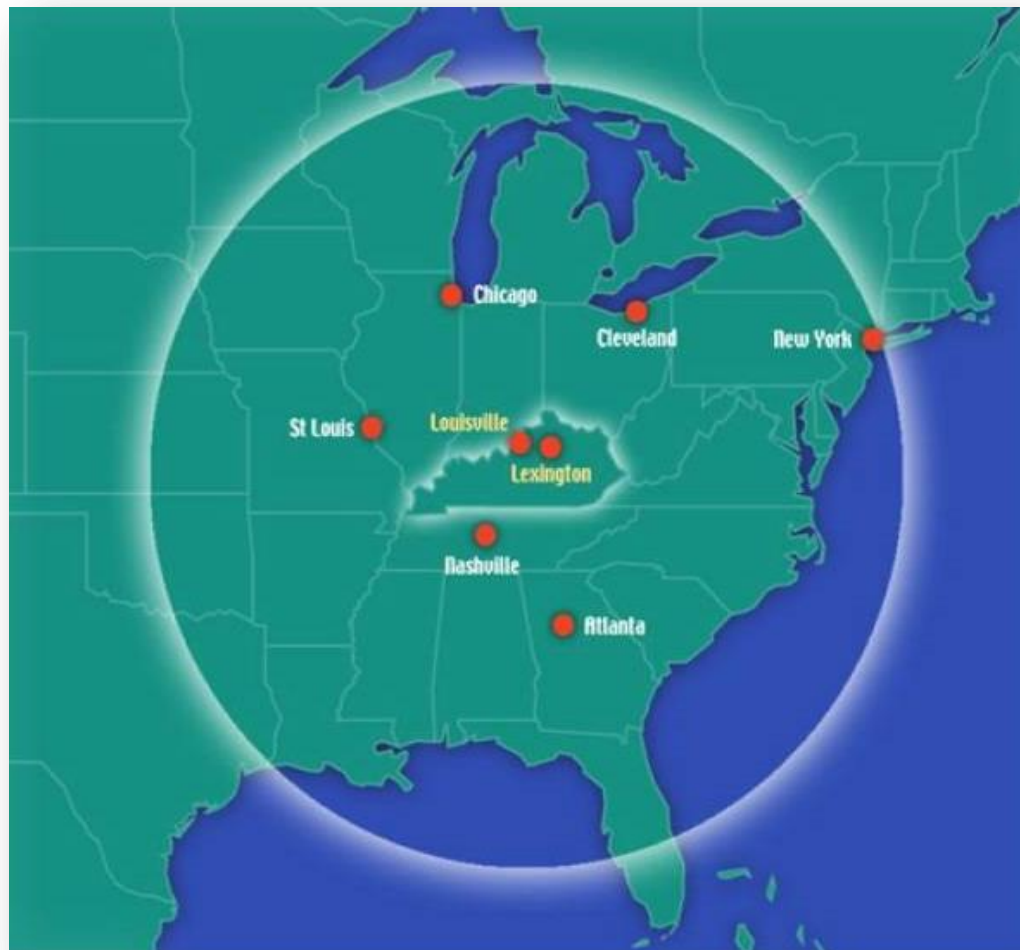 Chicago
Cleveland
New York
St Louis
Louisville
Lexington
Nashville
Atlanta